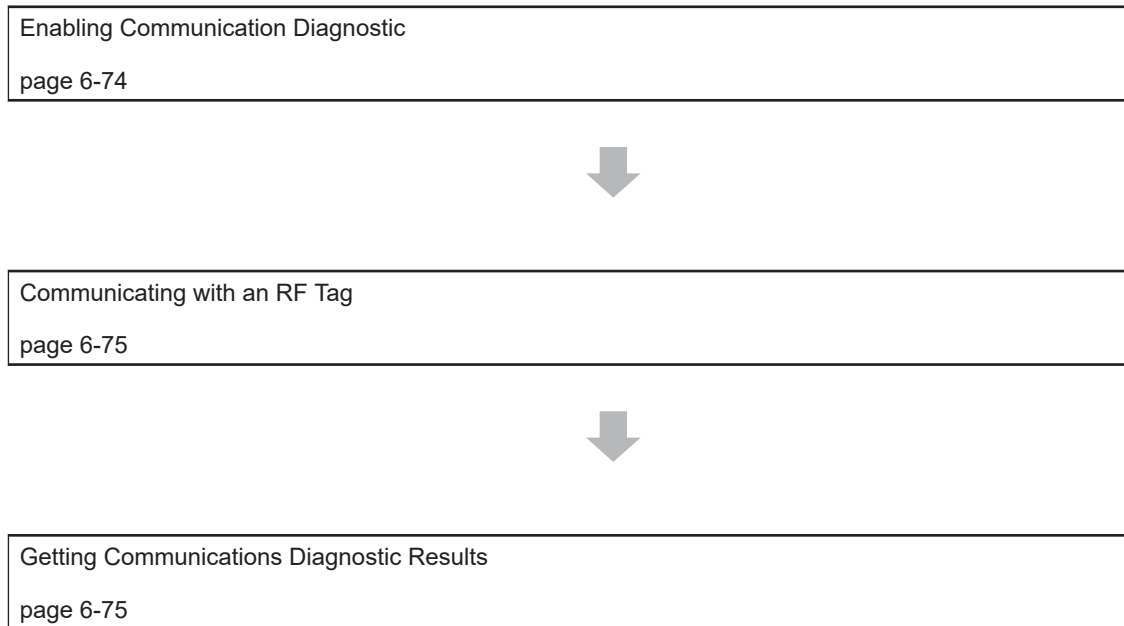 Enabling Communication Diagnostic
page 6-74
Communicating with an RF Tag
page 6-75
Getting Communications Diagnostic Results
page 6-75